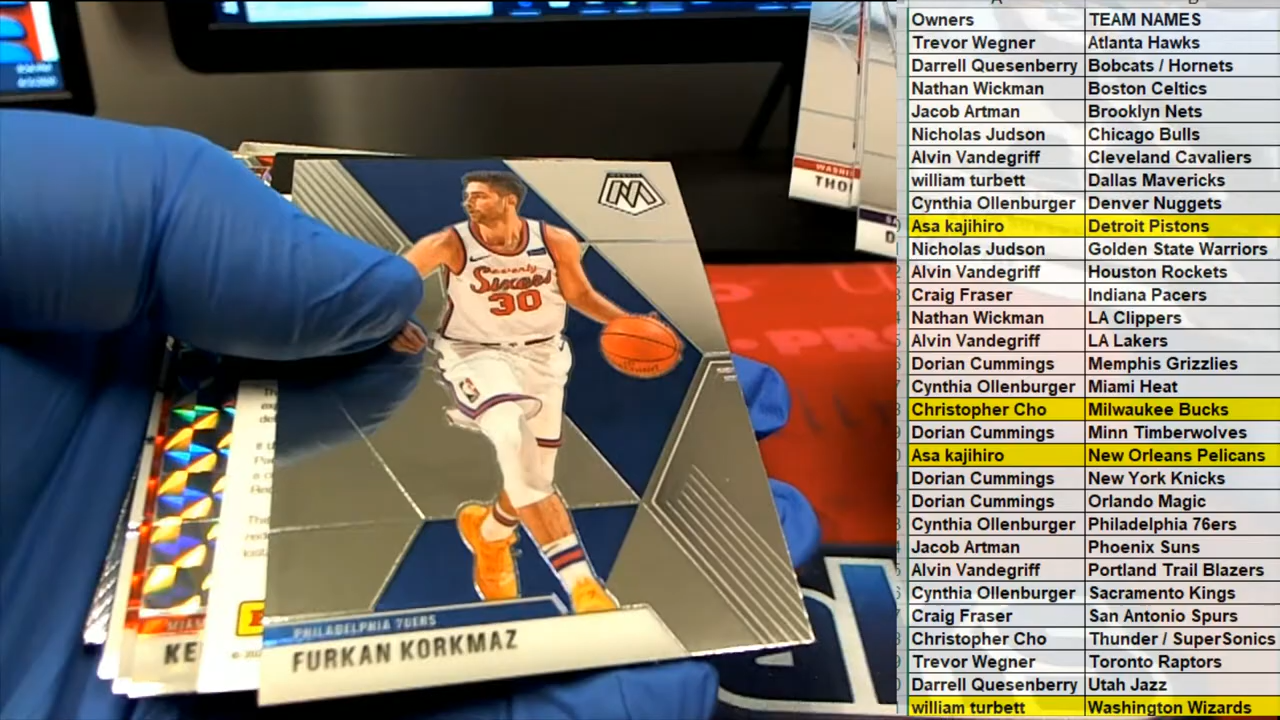 Owners TEAM NAMES
Trevor Wegner Atlanta Hawks
Darrell Quesenberry Bobcats / Hornets
Nathan Wickman Boston Celtics
Jacob Artman Brooklyn Nets
Nicholas Judson Chicago Bulls
Alvin Vandegriff Cleveland Cavaliers
william turbett Dallas Mavericks
Cynthia Ollenburger Denver Nuggets
Asa kajihiro Detroit Pistons
Nicholas Judson Golden State Warriors
Alvin Vandegriff Houston Rockets
Craig Fraser Indiana Pacers
Nathan Wickman LA Clippers
Alvin Vandegriff LA Lakers
Dorian Cummings Memphis Grizzlies
Cynthia Ollenburger Miami Heat
Christopher Cho Milwaukee Bucks
Dorian Cummings Minn Timberwolves
Asa kajihiro New Orleans Pelicans
Dorian Cummings New York Knicks
Dorian Cummings Orlando Magic
Cynthia Ollenburger Philadelphia 76ers
Jacob Artman Phoenix Suns
Alvin Vandegriff Portland Trail Blazers
Cynthia Ollenburger Sacramento Kings
Craig Fraser San Antonio Spurs
Christopher Cho Thunder / SuperSonics
Trevor Wegner Toronto Raptors
Darrell Quesenberry Utah Jazz
william turbett Washington Wizards
Seventy
Sixers
30
PHILADELPHIA 76ERS
FURKAN KORKMAZ
MIAM
KE
WASHI
THO
D
PRO